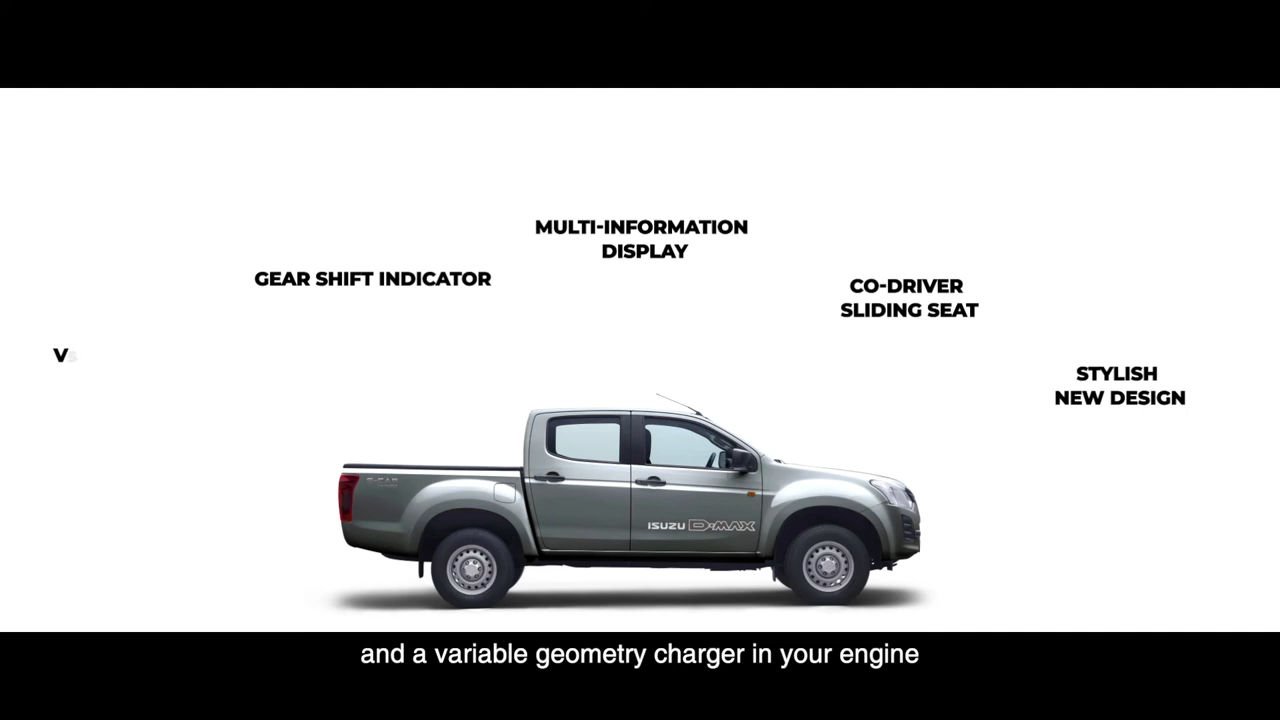 MULTI-INFORMATION
DISPLAY
GEAR SHIFT INDICATOR
CO-DRIVER
SLIDING SEAT
V
STYLISH
NEW DESIGN
ISUZU D-MAX
and a variable geometry charger in your engine